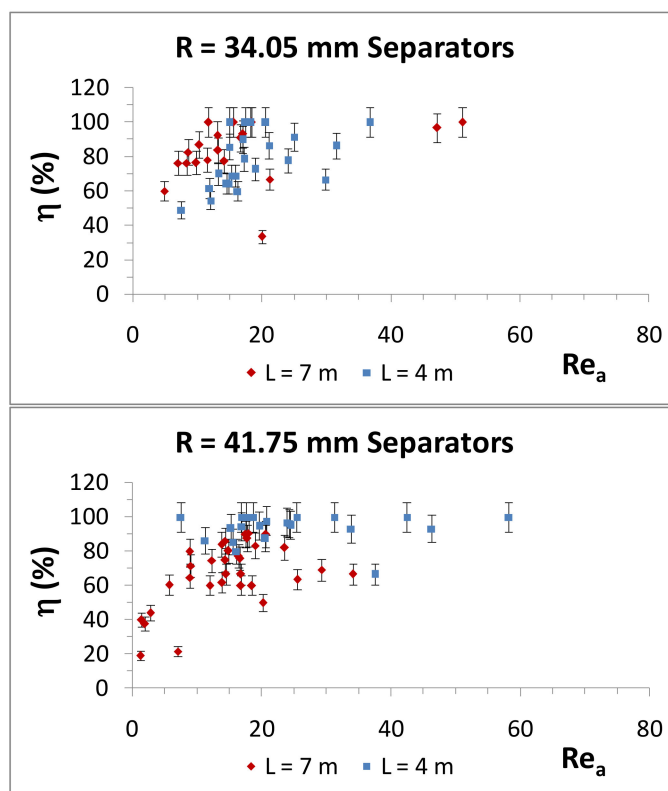 R = 34.05 mm Separators
120
100
80
60
40
20
0
η (%)
0 20 40 60 80
L = 7 m L = 4 m
Reₐ
R = 41.75 mm Separators
120
100
80
60
40
20
0
η (%)
0 20 40 60 80
L = 7 m L = 4 m
Reₐ